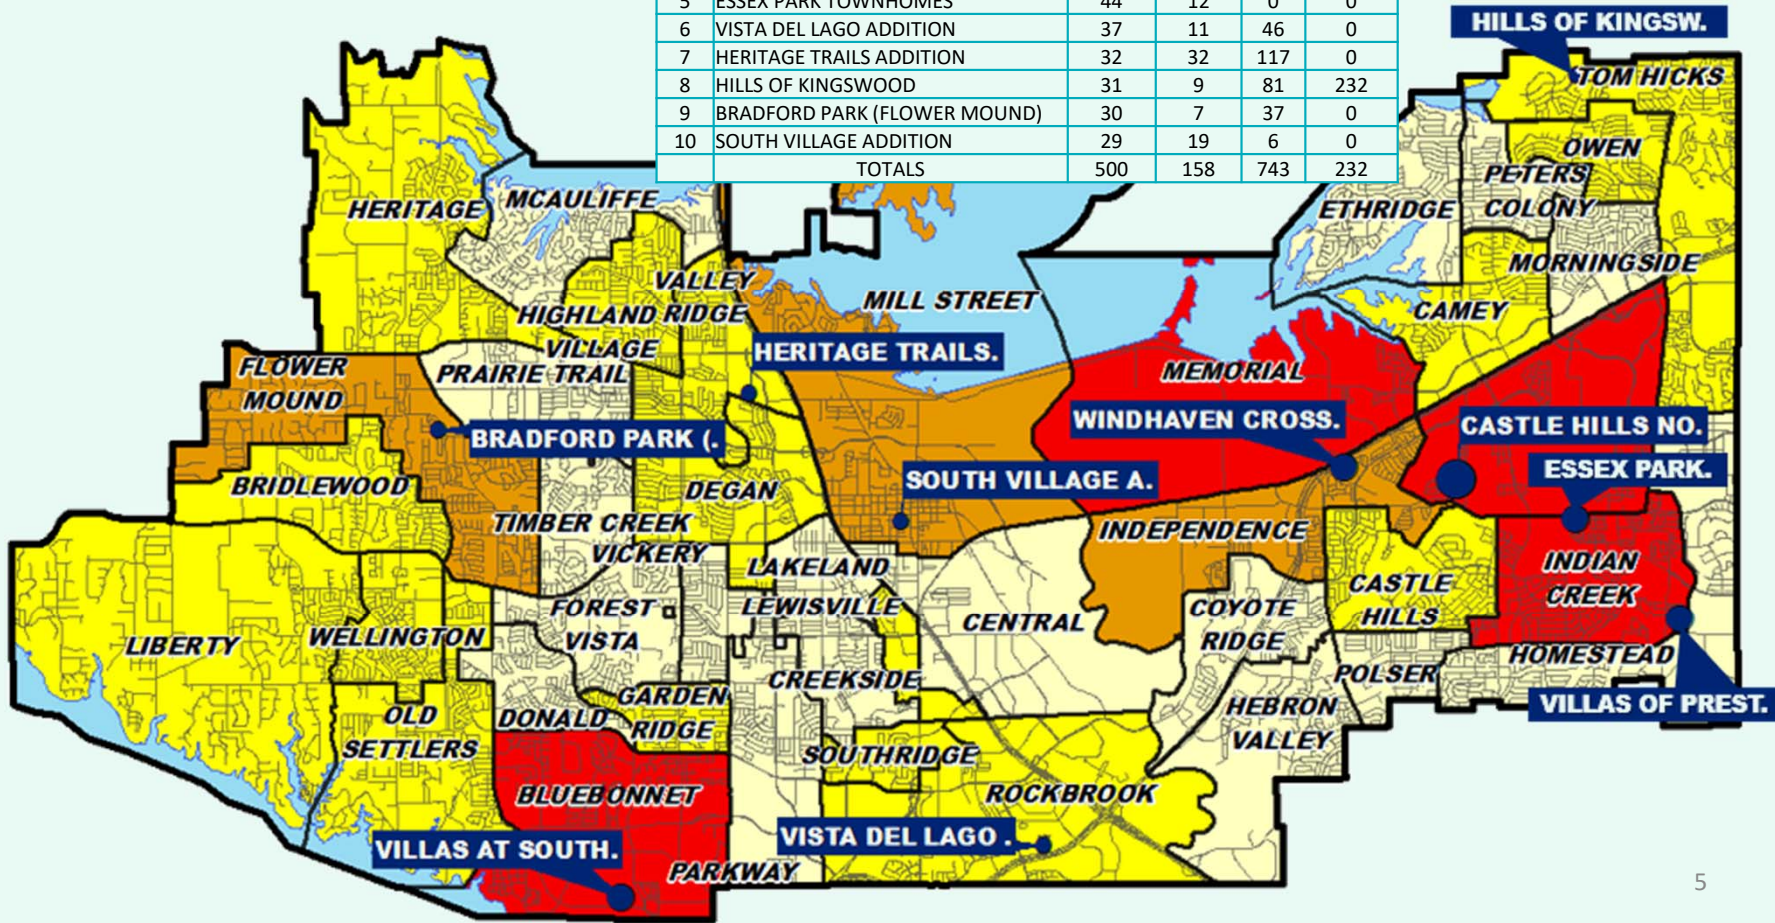 5 ESSEX PARK TOWNHOMES 44 12 0 0
6 VISTA DEL LAGO ADDITION 37 11 46 0
7 HERITAGE TRAILS ADDITION 32 32 117 0
8 HILLS OF KINGSWOOD 31 9 81 232
9 BRADFORD PARK (FLOWER MOUND) 30 7 37 0
10 SOUTH VILLAGE ADDITION 29 19 6 0
TOTALS 500 158 743 232
HILLS OF KINGSW.
TOM HICKS
OWEN
PETERS
COLONY
ETHRIDGE
MCAULIFFE
HERITAGE
MORNINGSIDE
VALLEY
RIDGE
MILL STREET
HIGHLAND
VILLAGE
CAMEY
HERITAGE TRAILS.
FLOWER
MOUND
PRAIRIE TRAIL
MEMORIAL
WINDHAVEN CROSS.
CASTLE HILLS NO.
BRADFORD PARK (.
ESSEX PARK.
SOUTH VILLAGE A.
BRIDLEWOOD
DEGAN
TIMBER CREEK
INDEPENDENCE
VICKERY
LAKELAND
INDIAN
CREEK
CASTLE
HILLS
FOREST
VISTA
LEWISVILLE
CENTRAL
COYOTE
RIDGE
LIBERTY
WELLINGTON
HOMESTEAD
CREEKSIDE
POLSER
GARDEN
RIDGE
VILLAS OF PREST.
OLD
SETTLERS
DONALD
HEBRON
VALLEY
SOUTHRIDGE
BLUEBONNET
ROCKBROOK
VISTA DEL LAGO .
VILLAS AT SOUTH.
PARKWAY
5